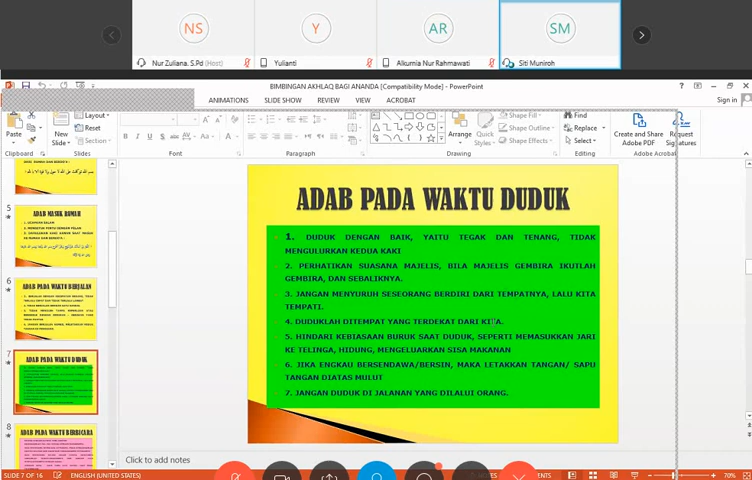 NS
Y
AR
SM
Nur Zuliana. S.Pd (Host)
Yulianti
Alkurnia Nur Rahmawati
Siti Muniroh
BIMBINGAN AKHLAQ BAGI ANANDA [Compatibility Mode] - PowerPoint
ANIMATIONS SLIDE SHOW REVIEW VIEW ACROBAT
Sign in
Paste
New Slide
Layout
Reset
Section
Shape Fill
Shape Outline
Shape Effects
Arrange
Quick Styles
Find
Replace
Select
Create and Share Adobe PDF
Request Signatures
Clipboard Slides Font Paragraph Drawing Editing Adobe Acrobat
5
ADAB MASUK RUMAH
6
ADAB PADA WAKTU BERJALAN
7
ADAB PADA WAKTU DUDUK
8
ADAB PADA WAKTU BERBICARA
ADAB PADA WAKTU DUDUK
1. DUDUK DENGAN BAIK, YAITU TEGAK DAN TENANG, TIDAK
MENGULURKAN KEDUA KAKI
2. PERHATIKAN SUASANA MAJELIS, BILA MAJELIS GEMBIRA IKUTLAH
GEMBIRA, DAN SEBALIKNYA.
3. JANGAN MENYURUH SESEORANG BERDIRI DARI TEMPATNYA, LALU KITA
TEMPATI.
4. DUDUKLAH DITEMPAT YANG TERDEKAT DARI KITA.
5. HINDARI KEBIASAAN BURUK SAAT DUDUK, SEPERTI MEMASUKKAN JARI
KE TELINGA, HIDUNG, MENGELUARKAN SISA MAKANAN
6. JIKA ENGKAU BERSENDAWA/BERSIN, MAKA LETAKKAN TANGAN/ SAPU
TANGAN DIATAS MULUT
7. JANGAN DUDUK DI JALANAN YANG DILALUI ORANG.
Click to add notes
SLIDE 7 OF 16 ENGLISH (UNITED STATES)
70%